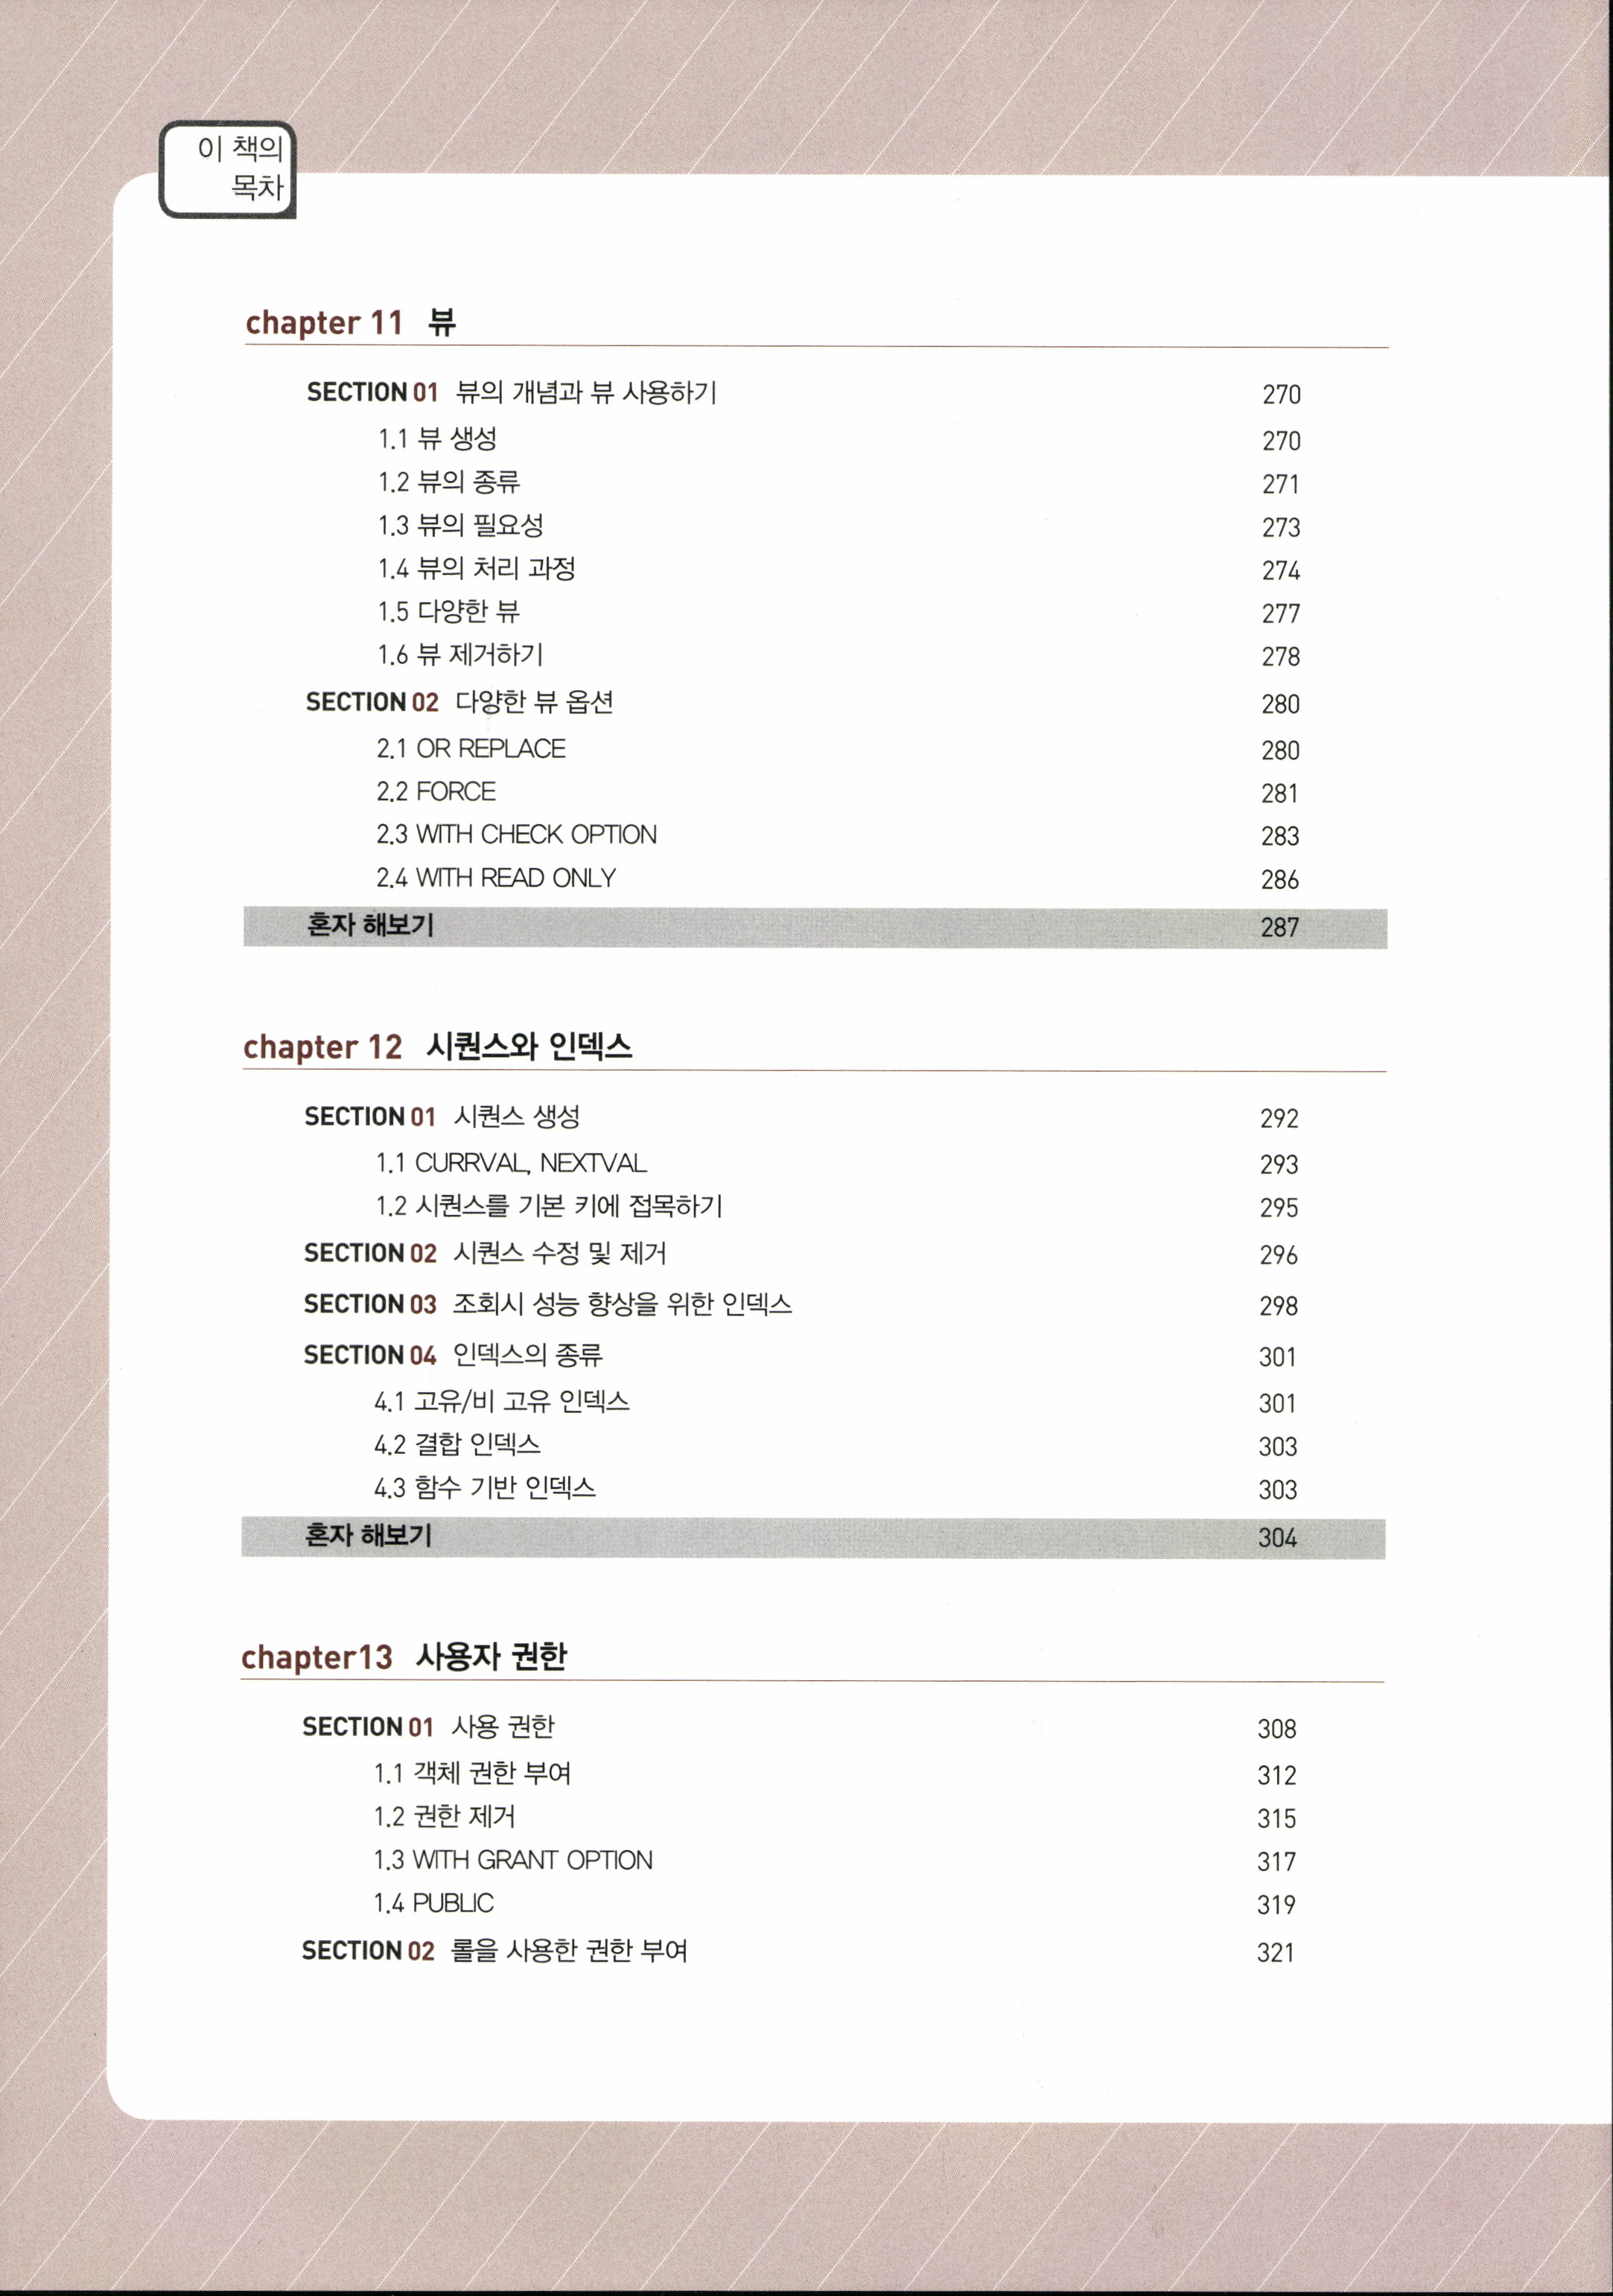 이 책의
목차
chapter 11 뷰
SECTION 01 뷰의 개념과 뷰 사용하기 270
1.1 뷰 생성 270
1.2 뷰의 종류 271
1.3 뷰의 필요성 273
1.4 뷰의 처리 과정 274
1.5 다양한 뷰 277
1.6 뷰 제거하기 278
SECTION 02 다양한 뷰 옵션 280
2.1 OR REPLACE 280
2.2 FORCE 281
2.3 WITH CHECK OPTION 283
2.4 WITH READ ONLY 286
혼자 해보기 287
chapter 12 시퀀스와 인덱스
SECTION 01 시퀀스 생성 292
1.1 CURRVAL, NEXTVAL 293
1.2 시퀀스를 기본 키에 접목하기 295
SECTION 02 시퀀스 수정 및 제거 296
SECTION 03 조회시 성능 향상을 위한 인덱스 298
SECTION 04 인덱스의 종류 301
4.1 고유/비 고유 인덱스 301
4.2 결합 인덱스 303
4.3 함수 기반 인덱스 303
혼자 해보기 304
chapter13 사용자 권한
SECTION 01 사용 권한 308
1.1 객체 권한 부여 312
1.2 권한 제거 315
1.3 WITH GRANT OPTION 317
1.4 PUBLIC 319
SECTION 02 롤을 사용한 권한 부여 321